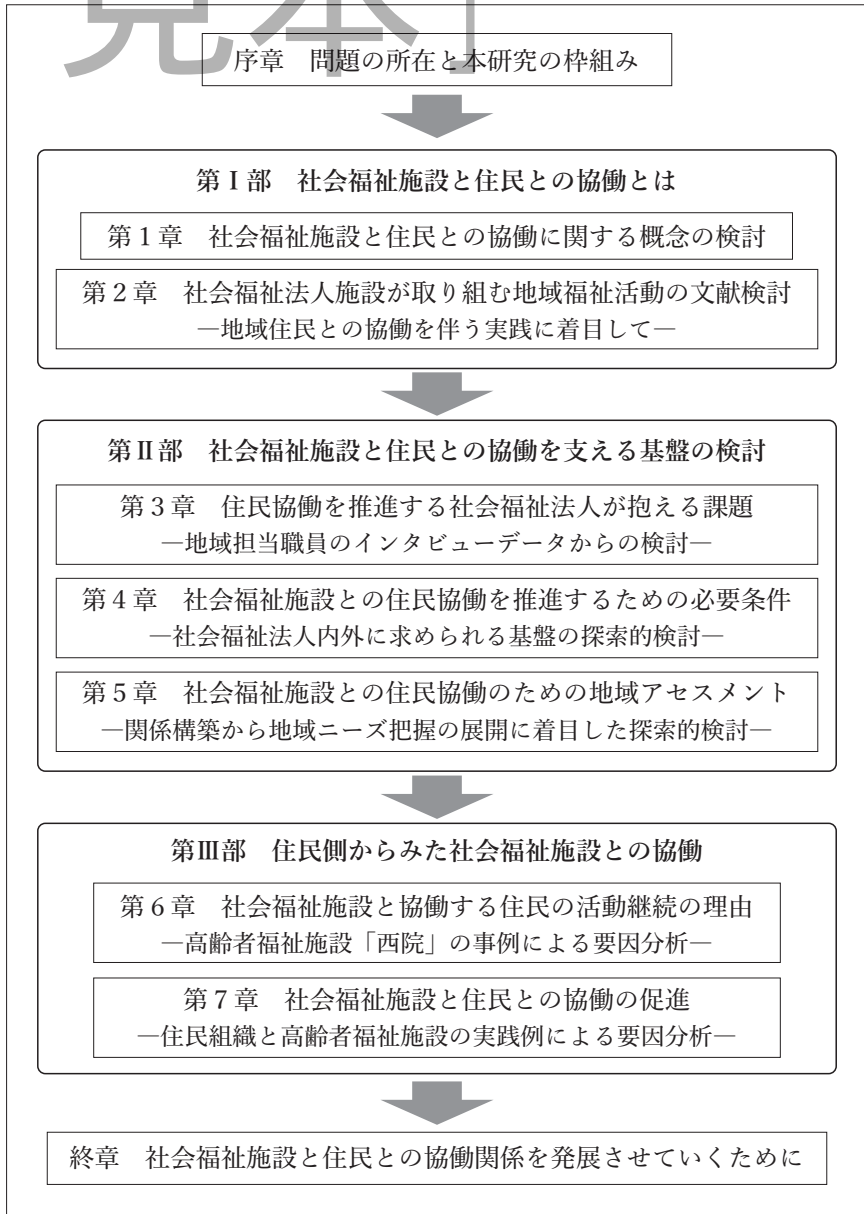 見本」
序章　問題の所在と本研究の枠組み
第Ⅰ部　社会福祉施設と住民との協働とは
第１章　社会福祉施設と住民との協働に関する概念の検討
第２章　社会福祉法人施設が取り組む地域福祉活動の文献検討
―地域住民との協働を伴う実践に着目して―
第Ⅱ部　社会福祉施設と住民との協働を支える基盤の検討
第３章　住民協働を推進する社会福祉法人が抱える課題
―地域担当職員のインタビューデータからの検討―
第４章　社会福祉施設との住民協働を推進するための必要条件
―社会福祉法人内外に求められる基盤の探索的検討―
第５章　社会福祉施設との住民協働のための地域アセスメント
―関係構築から地域ニーズ把握の展開に着目した探索的検討―
第Ⅲ部　住民側からみた社会福祉施設との協働
第６章　社会福祉施設と協働する住民の活動継続の理由
―高齢者福祉施設「西院」の事例による要因分析―
第７章　社会福祉施設と住民との協働の促進
―住民組織と高齢者福祉施設の実践例による要因分析―
終章　社会福祉施設と住民との協働関係を発展させていくために